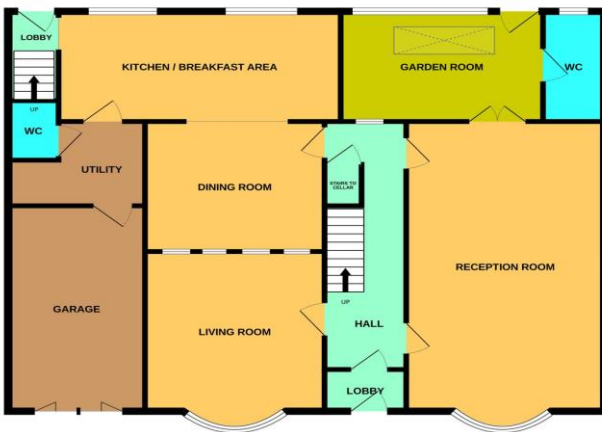 LOBBY
KITCHEN / BREAKFAST AREA
GARDEN ROOM
WC
UP
WC
UTILITY
DINING ROOM
STAIRS TO
CELLAR
RECEPTION ROOM
UP
GARAGE
LIVING ROOM
HALL
LOBBY